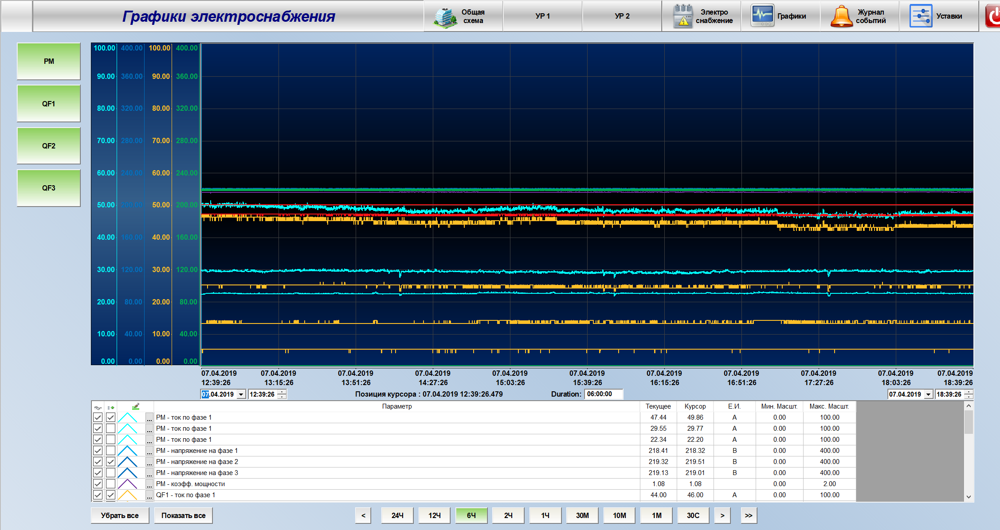 Графики электроснабжения
Общая
схема
УР 1
УР 2
Электро
снабжение
Графики
Журнал
событий
Уставки
PM
QF1
QF2
QF3
100.00 400.00 100.00 400.00
90.00 360.00 90.00 360.00
80.00 320.00 80.00 320.00
70.00 280.00 70.00 280.00
60.00 240.00 60.00 240.00
50.00 200.00 50.00 200.00
40.00 160.00 40.00 160.00
30.00 120.00 30.00 120.00
20.00 80.00 20.00 80.00
10.00 40.00 10.00 40.00
0.00 0.00 0.00 0.00
07.04.2019 07.04.2019 07.04.2019 07.04.2019 07.04.2019 07.04.2019 07.04.2019 07.04.2019 07.04.2019 07.04.2019 07.04.2019
12:39:26 13:15:26 13:51:26 14:27:26 15:03:26 15:39:26 16:15:26 16:51:26 17:27:26 18:03:26 18:39:26
07.04.2019 12:39:26 Позиция курсора : 07.04.2019 12:39:26.479 Duration: 06:00:00 07.04.2019 18:39:26
Параметр Текущее Курсор Е.И. Мин. Масшт. Макс. Масшт.
... PM - ток по фазе 1 47.44 49.86 А 0.00 100.00
... PM - ток по фазе 1 29.55 29.77 А 0.00 100.00
... PM - ток по фазе 1 22.34 22.20 А 0.00 100.00
... PM - напряжение на фазе 1 218.41 218.32 В 0.00 400.00
... PM - напряжение на фазе 2 219.32 219.51 В 0.00 400.00
... PM - напряжение на фазе 3 219.13 219.01 В 0.00 400.00
... PM - коэфф. мощности 1.08 1.08 0.00 2.00
... QF1 - ток по фазе 1 44.00 46.00 А 0.00 100.00
Убрать все Показать все < 24Ч 12Ч 6Ч 2Ч 1Ч 30М 10М 1М 30С > >>